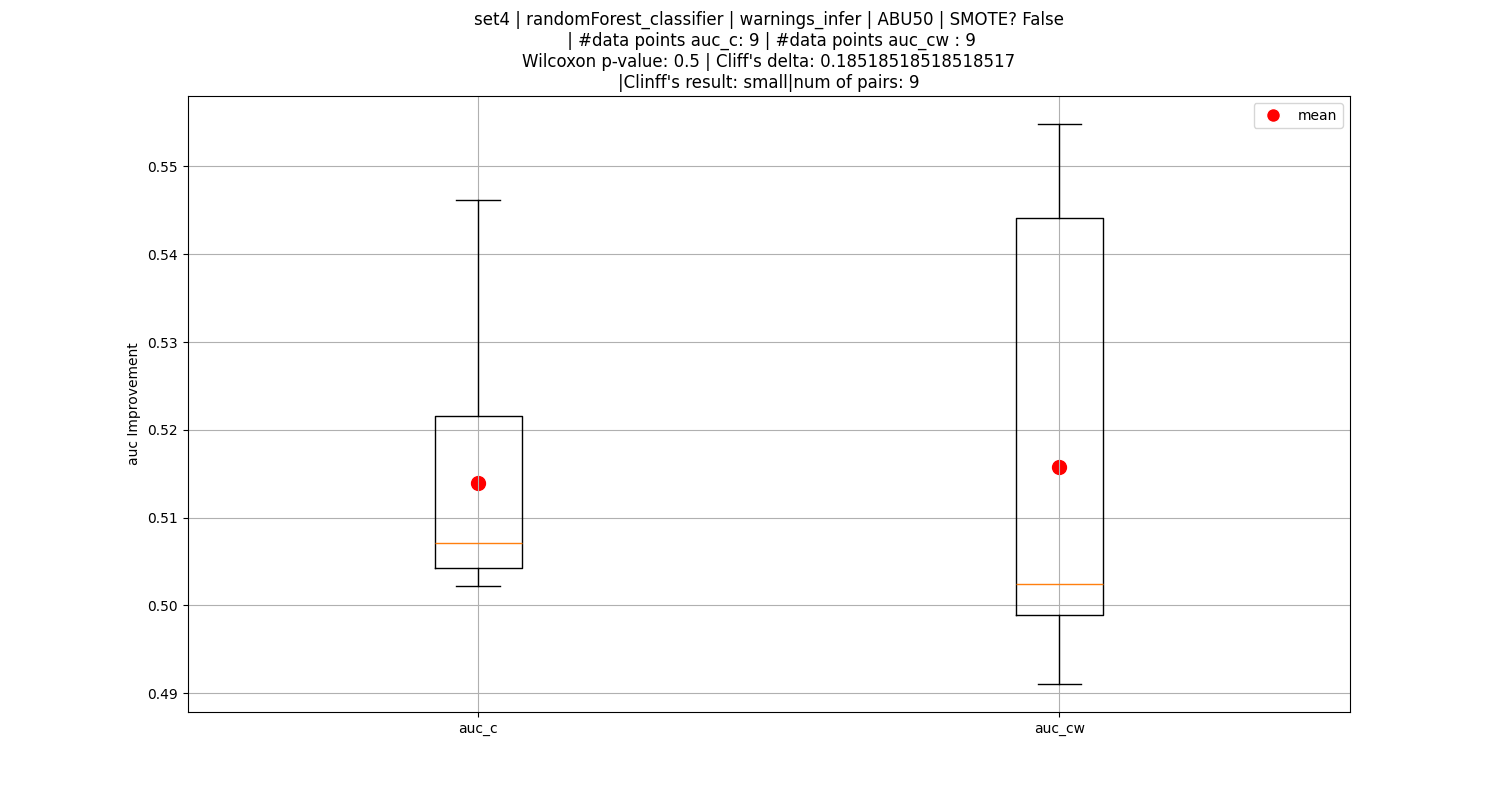 set4 | randomForest_classifier | warnings_infer | ABU50 | SMOTE? False
| #data points auc_c: 9 | #data points auc_cw : 9
Wilcoxon p-value: 0.5 | Cliff's delta: 0.18518518518518517
|Clinff's result: small|num of pairs: 9
mean
0.55
0.54
0.53
0.52
0.51
0.50
0.49
auc Improvement
auc_c
auc_cw